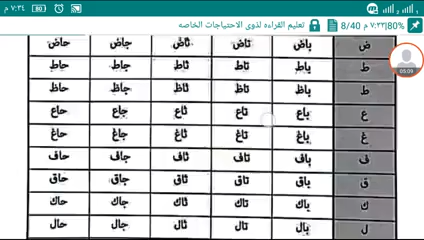 ٧:٣٤ م
80%|٧:٣٣ م 8/40 تعليم القراءه لذوى الاحتياجات الخاصه
05:09
ض باض تاض ثاض جاض حاض
ط باط تاط ثاط جاط حاط
ظ باظ تاظ ثاظ جاظ حاظ
ع باع تاع ثاع جاع حاع
غ باغ تاغ ثاغ جاغ حاغ
ف باف تاف ثاف جاف حاف
ق باق تاق ثاق جاق حاق
ك باك تاك ثاك جاك حاك
ل بال تال ثال جال حال